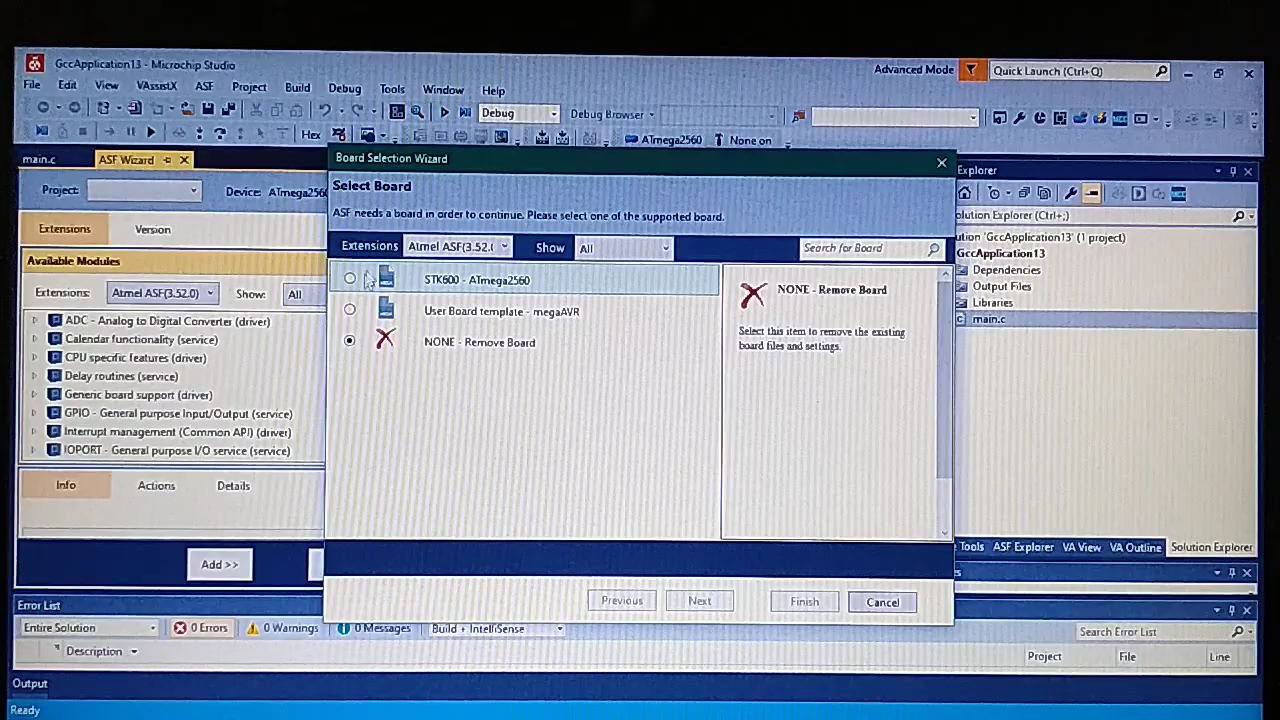 GccApplication13 - Microchip Studio
Advanced Mode
Quick Launch (Ctrl+Q)
File Edit View VAssistX ASF Project Build Debug Tools Window Help
Debug
Debug Browser
Hex
ATmega2560
None on
main.c
ASF Wizard
Project:
Device: ATmega2560
Extensions
Version
Available Modules
Extensions: Atmel ASF(3.52.0)
Show: All
ADC - Analog to Digital Converter (driver)
Calendar functionality (service)
CPU specific features (driver)
Delay routines (service)
Generic board support (driver)
GPIO - General purpose Input/Output (service)
Interrupt management (Common API) (driver)
IOPORT - General purpose I/O service (service)
Info
Actions
Details
Add >>
Board Selection Wizard
Select Board
ASF needs a board in order to continue. Please select one of the supported board.
Extensions Atmel ASF(3.52.(
Show All
Search for Board
STK600 - ATmega2560
User Board template - megaAVR
NONE - Remove Board
NONE - Remove Board
Select this item to remove the existing
board files and settings.
Previous
Next
Finish
Cancel
Explorer
olution Explorer (Ctrl+;)
ution 'GccApplication13' (1 project)
GccApplication13
Dependencies
Output Files
Libraries
main.c
e Tools
ASF Explorer
VA View
VA Outline
Solution Explorer
Error List
Entire Solution
0 Errors
0 Warnings
0 Messages
Build + IntelliSense
Search Error List
Description
Project
File
Line
Output
Ready